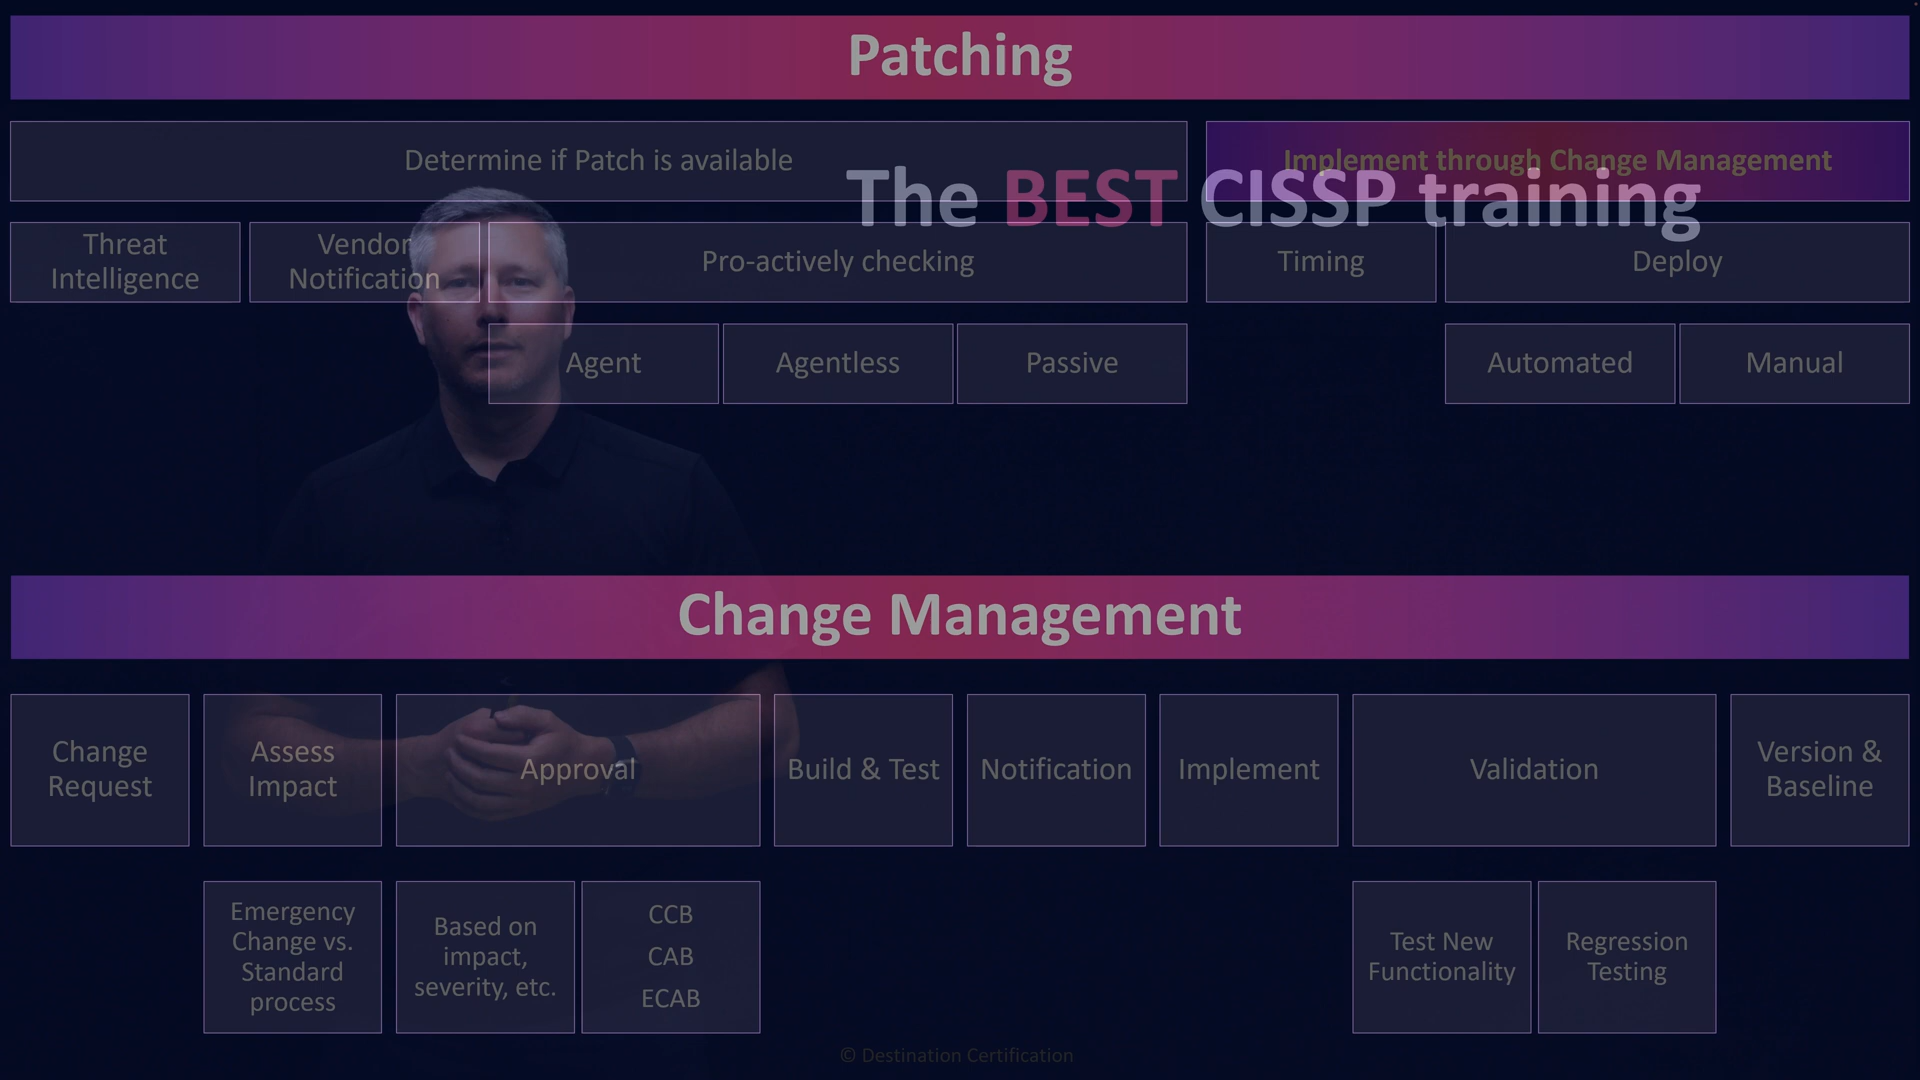 Patching
Determine if Patch is available
Implement through Change Management
The BEST CISSP training
Threat
Intelligence
Vendor
Notification
Pro-actively checking
Timing
Deploy
Agent
Agentless
Passive
Automated
Manual
Change Management
Change
Request
Assess
Impact
Approval
Build & Test
Notification
Implement
Validation
Version &
Baseline
Emergency
Change vs.
Standard
process
Based on
impact,
severity, etc.
CCB
CAB
ECAB
Test New
Functionality
Regression
Testing
© Destination Certification